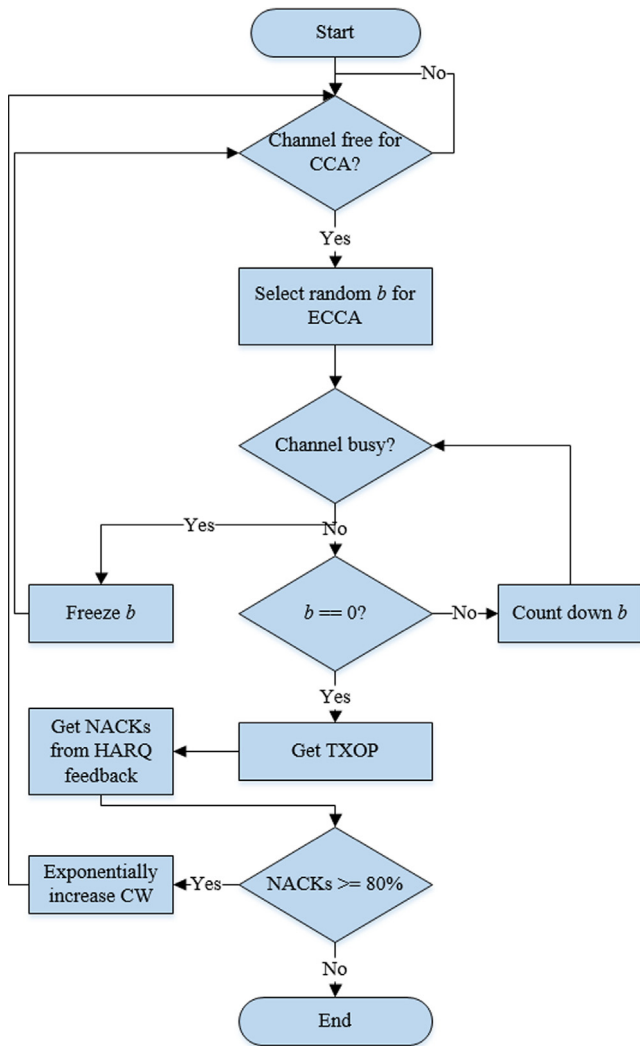 Start
No
Channel free for
CCA?
Yes
Select random b for
ECCA
Channel busy?
Yes
No
Freeze b
b == 0?
No
Count down b
Yes
Get NACKs
from HARQ
feedback
Get TXOP
Exponentially
increase CW
Yes
NACKs >= 80%
No
End